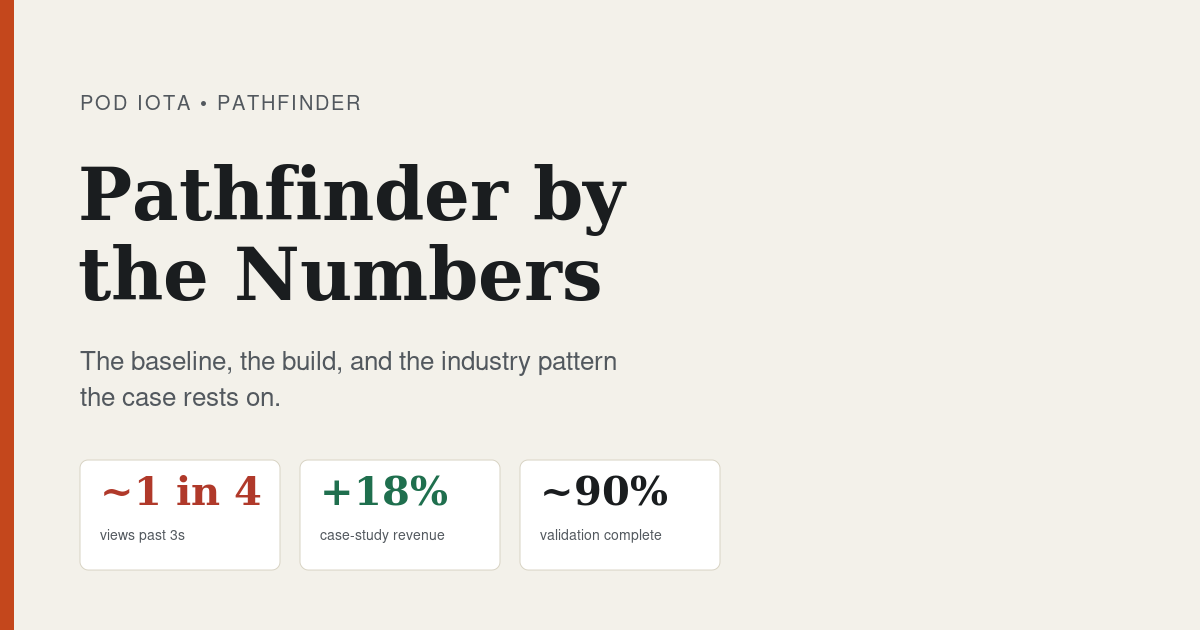 POD IOTA • PATHFINDER
Pathfinder by
the Numbers
The baseline, the build, and the industry pattern
the case rests on.
~1 in 4
views past 3s
+18%
case-study revenue
~90%
validation complete